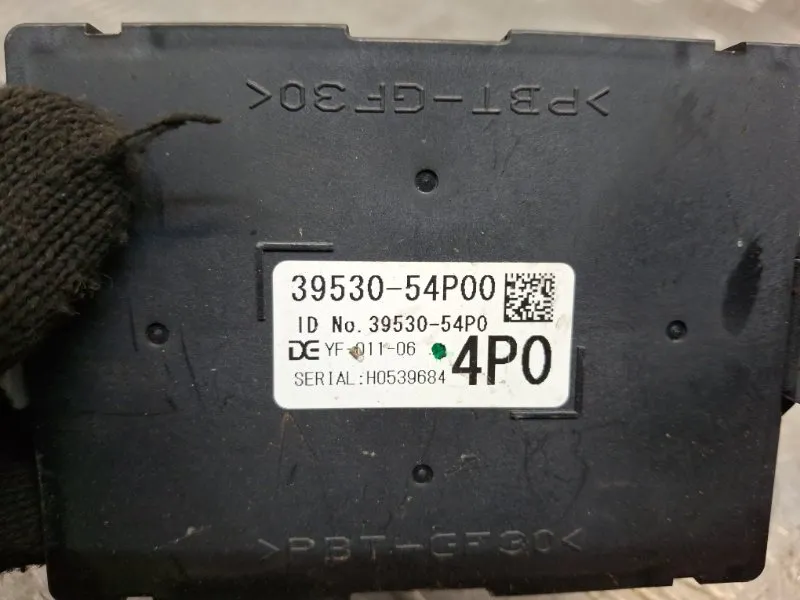 >PBT-GF30<
39530-54P00
ID No. 39530-54P0
DE YF-011-06
4P0
SERIAL:H0539684
>PBT-GF30<